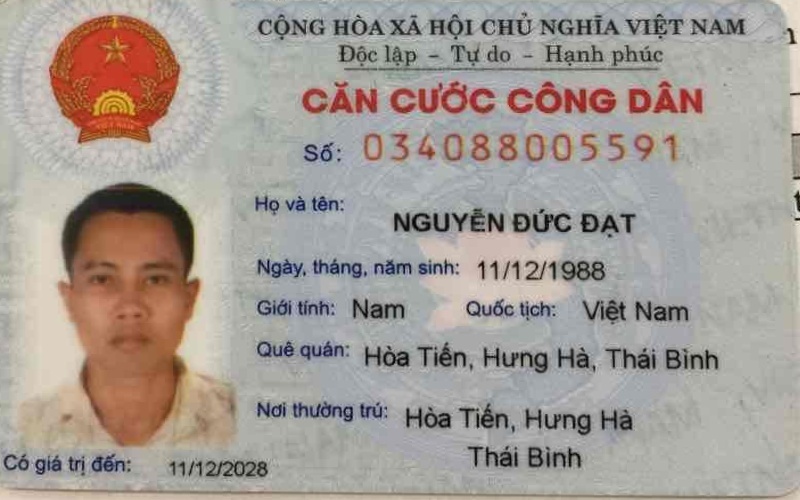 CỘNG HÒA XÃ HỘI CHỦ NGHĨA VIỆT NAM
Độc lập – Tự do – Hạnh phúc
CĂN CƯỚC CÔNG DÂN
Số: 034088005591
Họ và tên:
NGUYỄN ĐỨC ĐẠT
Ngày, tháng, năm sinh: 11/12/1988
Giới tính: Nam Quốc tịch: Việt Nam
Quê quán: Hòa Tiến, Hưng Hà, Thái Bình
Nơi thường trú: Hòa Tiến, Hưng Hà
Thái Bình
Có giá trị đến: 11/12/2028